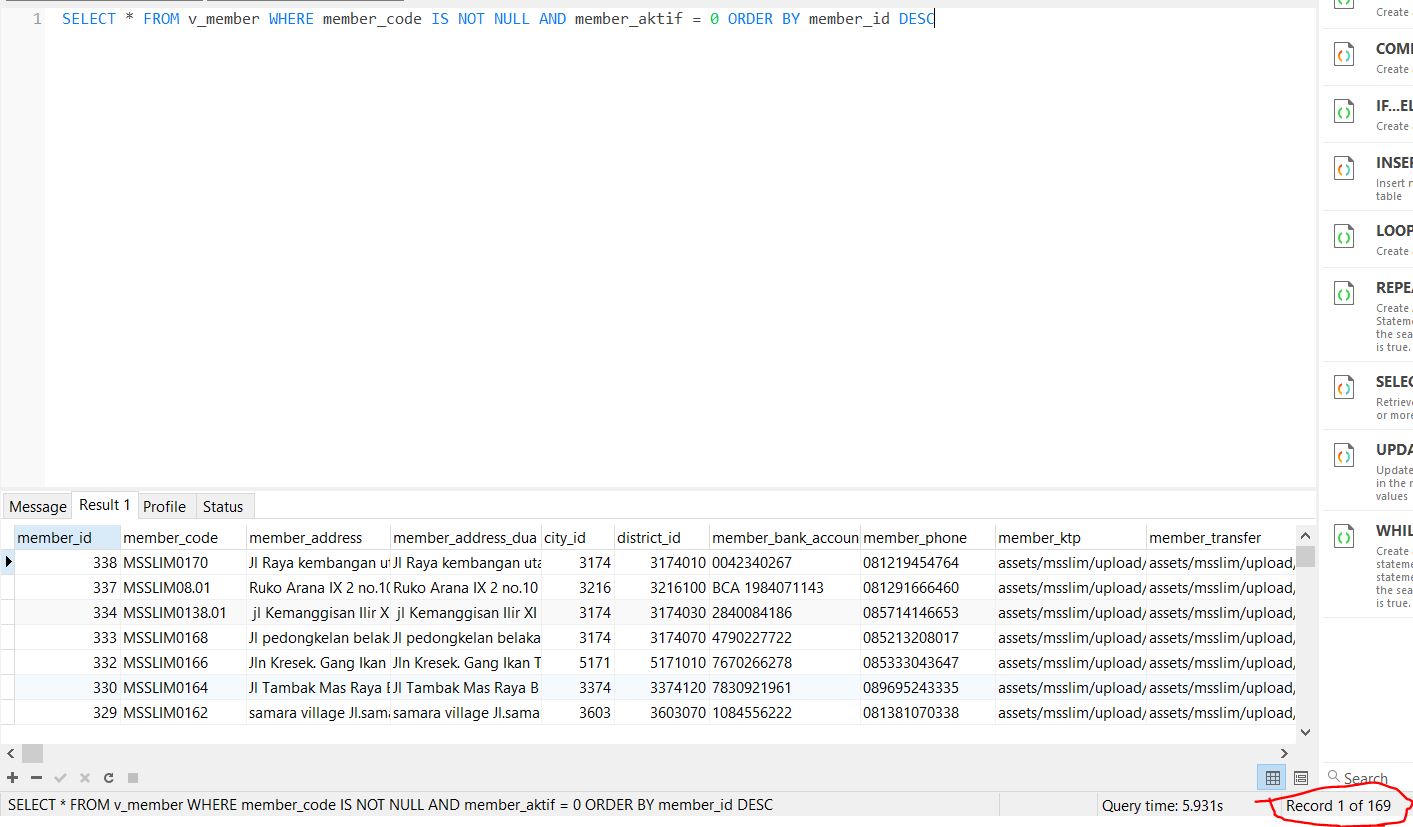 1 SELECT * FROM v_member WHERE member_code IS NOT NULL AND member_aktif = 0 ORDER BY member_id DESC
Create
COM
Create
IF...EL
Create
INSE
Insert
table
LOOP
Create
REPE
Create
Stateme
the sea
is true.
SELEC
Retriev
or more
UPDA
Update
in the
values
WHIL
Create
stateme
stateme
the sea
is true.
Message Result 1 Profile Status
member_id member_code member_address member_address_dua city_id district_id member_bank_accoun member_phone member_ktp member_transfer
338 MSSLIM0170 Jl Raya kembangan ut Jl Raya kembangan uta 3174 3174010 0042340267 081219454764 assets/msslim/upload/ assets/msslim/upload/
337 MSSLIM08.01 Ruko Arana IX 2 no.10 Ruko Arana IX 2 no.10 3216 3216100 BCA 1984071143 081291666460 assets/msslim/upload/ assets/msslim/upload/
334 MSSLIM0138.01 jl Kemanggisan Ilir X jl Kemanggisan Ilir XI 3174 3174030 2840084186 085714146653 assets/msslim/upload/ assets/msslim/upload/
333 MSSLIM0168 Jl pedongkelan belak Jl pedongkelan belaka 3174 3174070 4790227722 085213208017 assets/msslim/upload/ assets/msslim/upload/
332 MSSLIM0166 Jln Kresek. Gang Ikan Jln Kresek. Gang Ikan T 5171 5171010 7670266278 085333043647 assets/msslim/upload/ assets/msslim/upload/
330 MSSLIM0164 Jl Tambak Mas Raya B Jl Tambak Mas Raya B 3374 3374120 7830921961 089695243335 assets/msslim/upload/ assets/msslim/upload/
329 MSSLIM0162 samara village Jl.sama samara village Jl.sama 3603 3603070 1084556222 081381070338 assets/msslim/upload/ assets/msslim/upload/
Search
SELECT * FROM v_member WHERE member_code IS NOT NULL AND member_aktif = 0 ORDER BY member_id DESC Query time: 5.931s Record 1 of 169